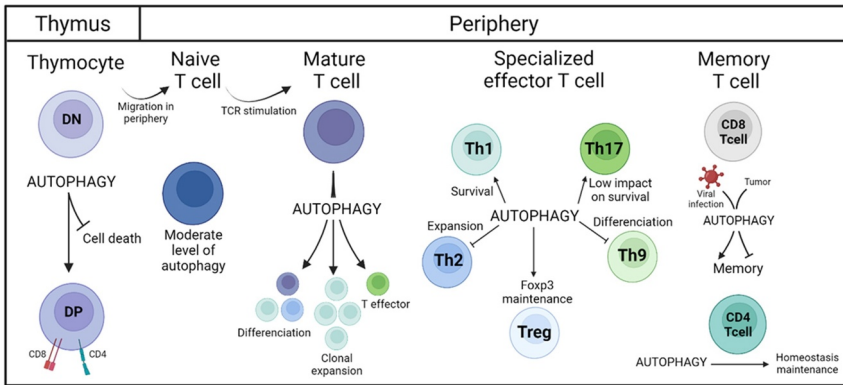 Thymus
Periphery
Thymocyte
DN
AUTOPHAGY
Cell death
DP
CD8
CD4
Migration in
periphery
Naive
T cell
Moderate
level of
autophagy
TCR stimulation
Mature
T cell
AUTOPHAGY
Differenciation
Clonal
expansion
T effector
Specialized
effector T cell
Th1
Th17
Survival
Low impact
on survival
AUTOPHAGY
Expansion
Differenciation
Th2
Th9
Foxp3
maintenance
Treg
Memory
T cell
CD8
Tcell
Viral
infection
Tumor
AUTOPHAGY
Memory
CD4
Tcell
AUTOPHAGY
Homeostasis
maintenance